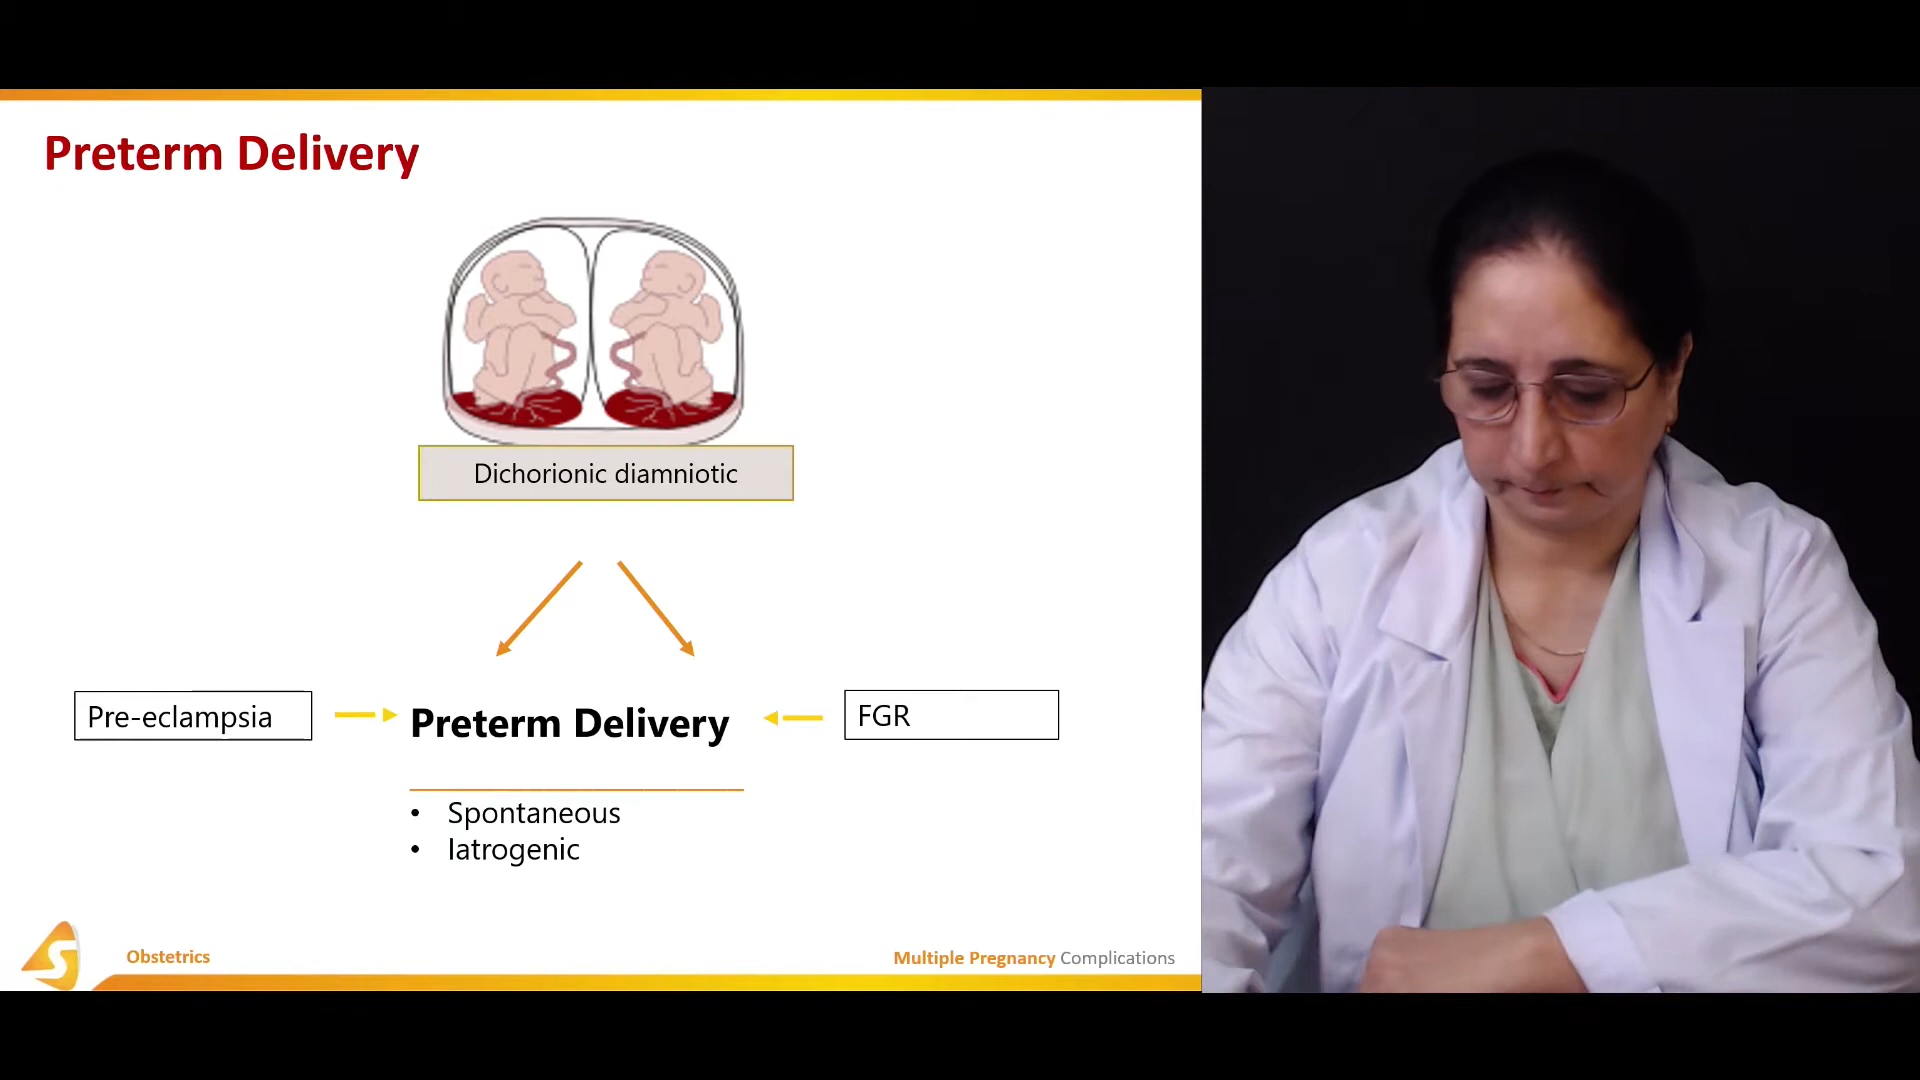 Preterm Delivery
Dichorionic diamniotic
Pre-eclampsia
Preterm Delivery
FGR
• Spontaneous
• Iatrogenic
S
Obstetrics
Multiple Pregnancy Complications